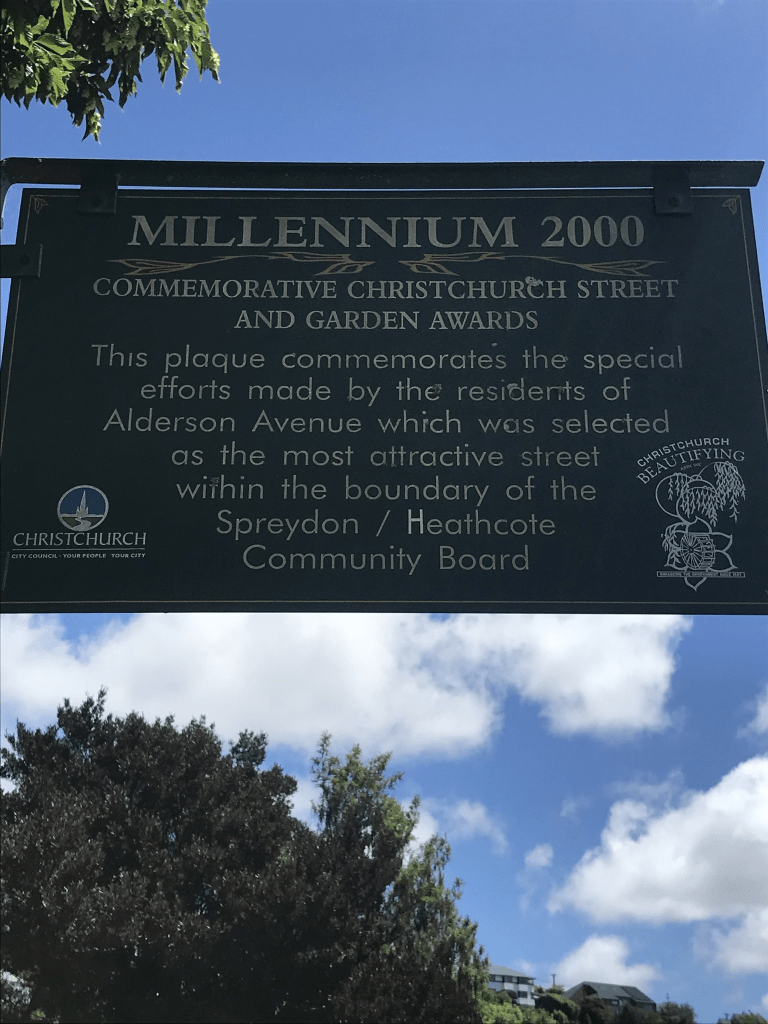 MILLENNIUM 2000
COMMEMORATIVE CHRISTCHURCH STREET
AND GARDEN AWARDS
This plaque commemorates the special
efforts made by the residents of
Alderson Avenue which was selected
as the most attractive street
within the boundary of the
Spreydon / Heathcote
Community Board
CHRISTCHURCH
CITY COUNCIL · YOUR PEOPLE YOUR CITY
CHRISTCHURCH
BEAUTIFYING